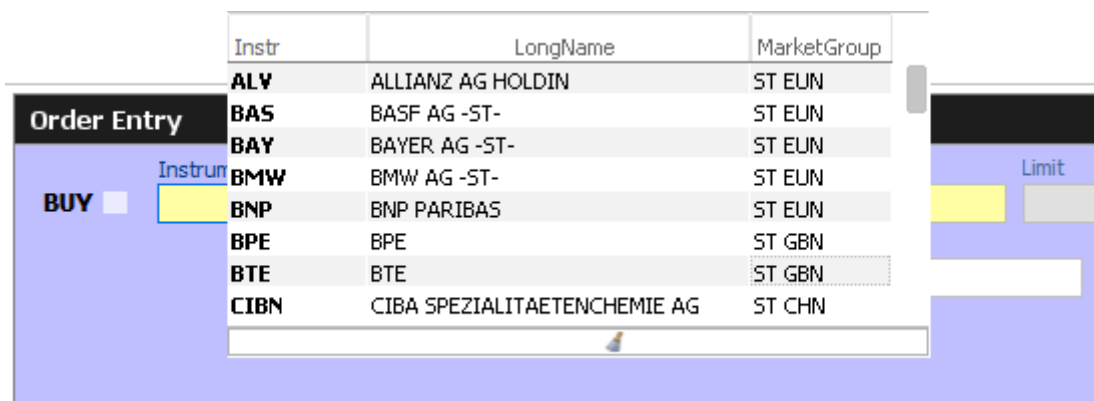 Instr LongName MarketGroup
ALV ALLIANZ AG HOLDIN ST EUN
Order Entry
BAS BASF AG -ST- ST EUN
BAY BAYER AG -ST- ST EUN
Instrum Limit
BMW BMW AG -ST- ST EUN
BUY
BNP BNP PARIBAS ST EUN
BPE BPE ST GBN
BTE BTE ST GBN
CIBN CIBA SPEZIALITAETENCHEMIE AG ST CHN